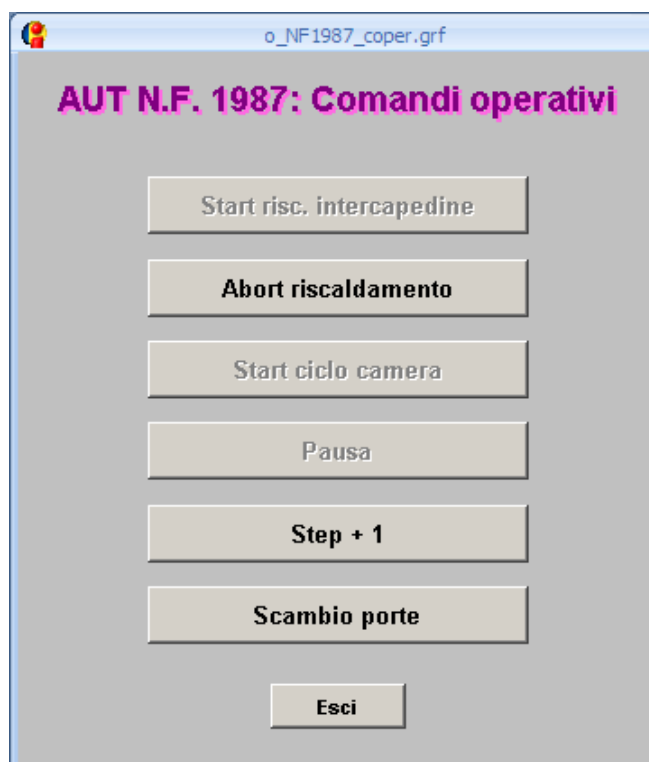 o_NF1987_coper.grf
AUT N.F. 1987: Comandi operativi
Start risc. intercapedine
Abort riscaldamento
Start ciclo camera
Pausa
Step + 1
Scambio porte
Esci